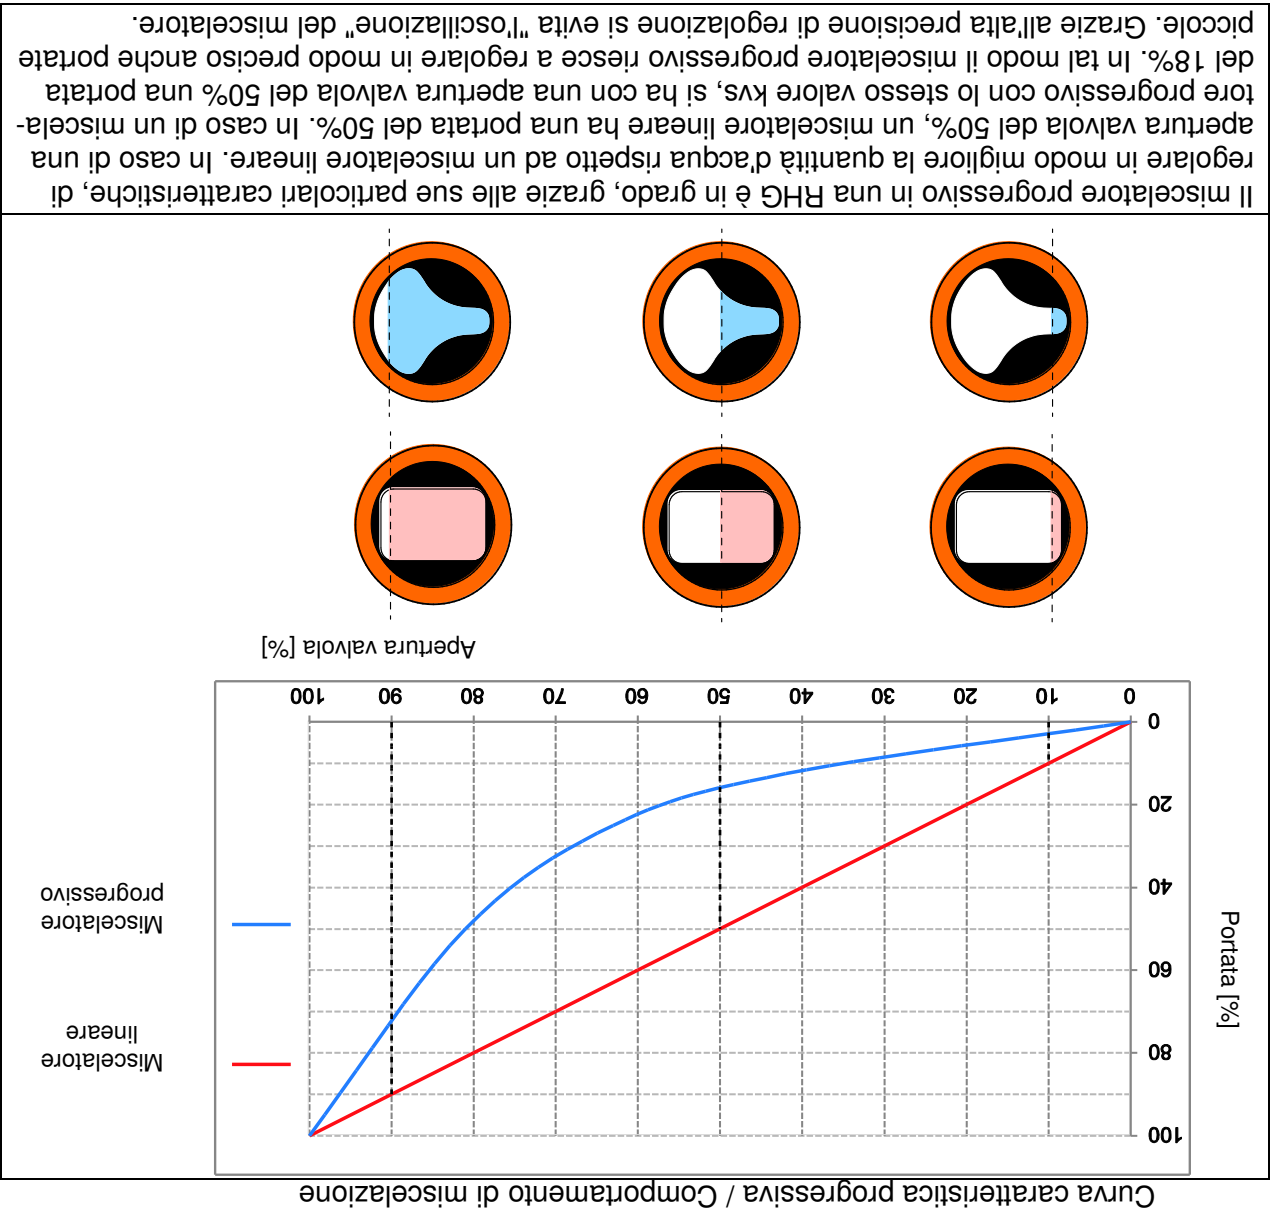 Curva caratteristica progressiva / Comportamento di miscelazione
Portata [%]
100
80
60
40
20
0
0 10 20 30 40 50 60 70 80 90 100
Apertura valvola [%]
Miscelatore
lineare
Miscelatore
progressivo
Il miscelatore progressivo in una RHG è in grado, grazie alle sue particolari caratteristiche, di
regolare in modo migliore la quantità d'acqua rispetto ad un miscelatore lineare. In caso di una
apertura valvola del 50%, un miscelatore lineare ha una portata del 50%. In caso di un miscela-
tore progressivo con lo stesso valore kvs, si ha con una apertura valvola del 50% una portata
del 18%. In tal modo il miscelatore progressivo riesce a regolare in modo preciso anche portate
piccole. Grazie all'alta precisione di regolazione si evita "l'oscillazione" del miscelatore.